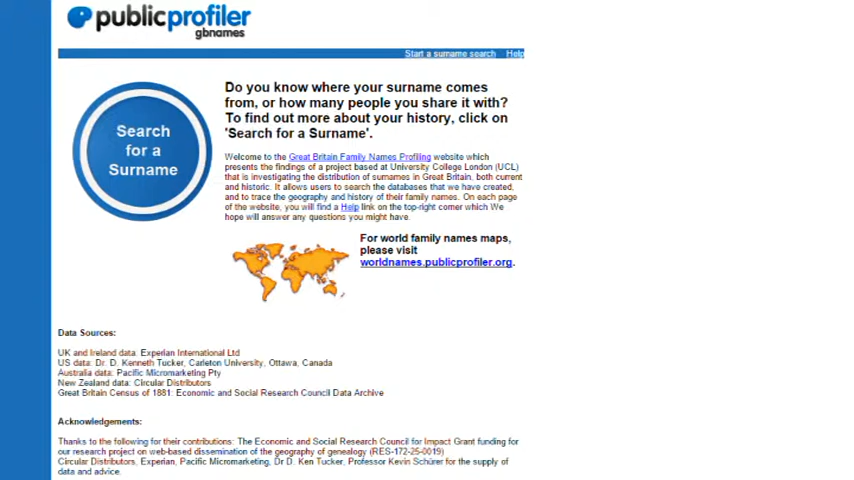 publicprofiler
gbnames
Start a surname search Help
Search
for a
Surname
Do you know where your surname comes
from, or how many people you share it with?
To find out more about your history, click on
'Search for a Surname'.
Welcome to the Great Britain Family Names Profiling website which
presents the findings of a project based at University College London (UCL)
that is investigating the distribution of surnames in Great Britain, both current
and historic. It allows users to search the databases that we have created,
and to trace the geography and history of their family names. On each page
of the website, you will find a Help link on the top-right corner which We
hope will answer any questions you might have.
For world family names maps,
please visit
worldnames.publicprofiler.org.
Data Sources:
UK and Ireland data: Experian International Ltd
US data: Dr. D. Kenneth Tucker, Carleton University, Ottawa, Canada
Australia data: Pacific Micromarketing Pty
New Zealand data: Circular Distributors
Great Britain Census of 1881: Economic and Social Research Council Data Archive
Acknowledgements:
Thanks to the following for their contributions: The Economic and Social Research Council for Impact Grant funding for
our research project on web-based dissemination of the geography of genealogy (RES-172-25-0019)
Circular Distributors, Experian, Pacific Micromarketing, Dr D. Ken Tucker, Professor Kevin Schürer for the supply of
data and advice.